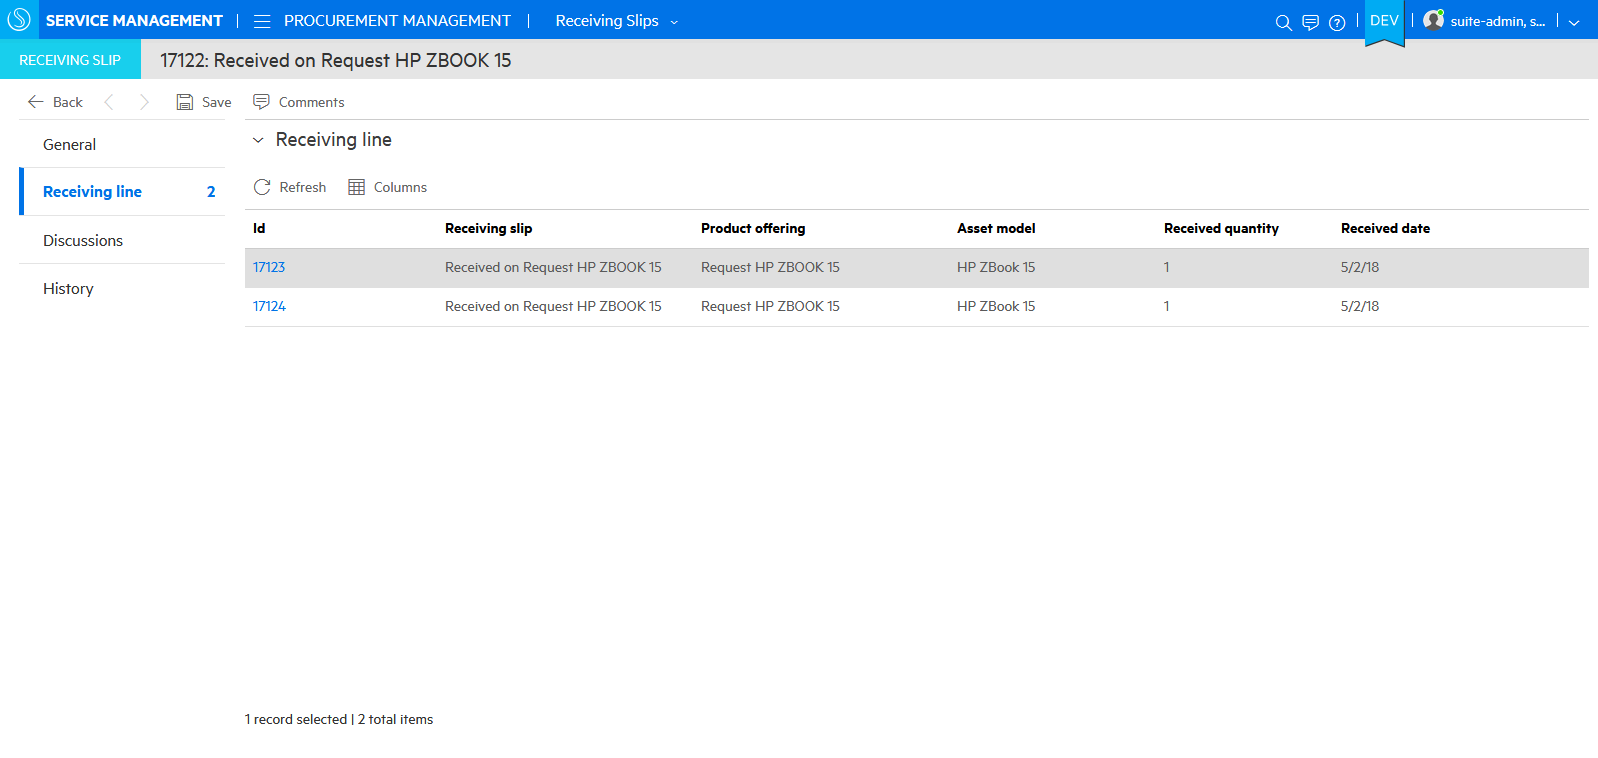 SERVICE MANAGEMENT | PROCUREMENT MANAGEMENT | Receiving Slips DEV suite-admin, s...
RECEIVING SLIP 17122: Received on Request HP ZBOOK 15
Back Save Comments
General
Receiving line 2
Discussions
History
Receiving line
Refresh Columns
Id Receiving slip Product offering Asset model Received quantity Received date
17123 Received on Request HP ZBOOK 15 Request HP ZBOOK 15 HP ZBook 15 1 5/2/18
17124 Received on Request HP ZBOOK 15 Request HP ZBOOK 15 HP ZBook 15 1 5/2/18
1 record selected | 2 total items